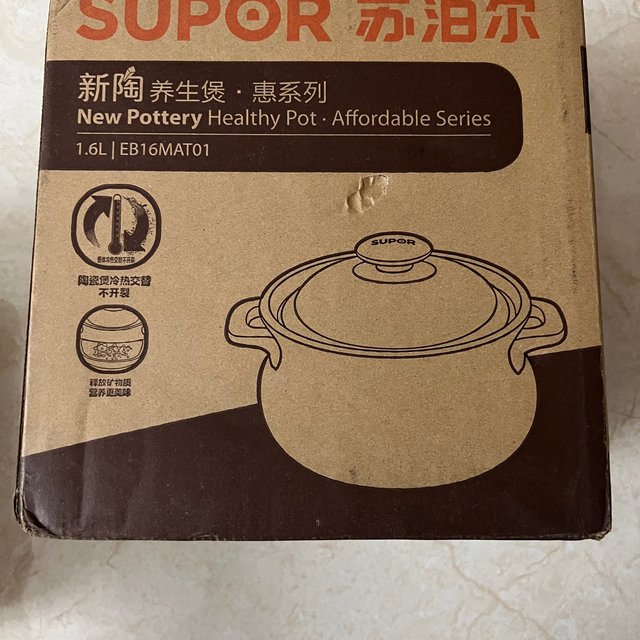 SUPOR 苏泊尔
新陶养生煲·惠系列
New Pottery Healthy Pot · Affordable Series
1.6L | EB16MAT01
SUPOR
陶瓷煲冷热交替
不开裂
释放矿物质
营养更美味